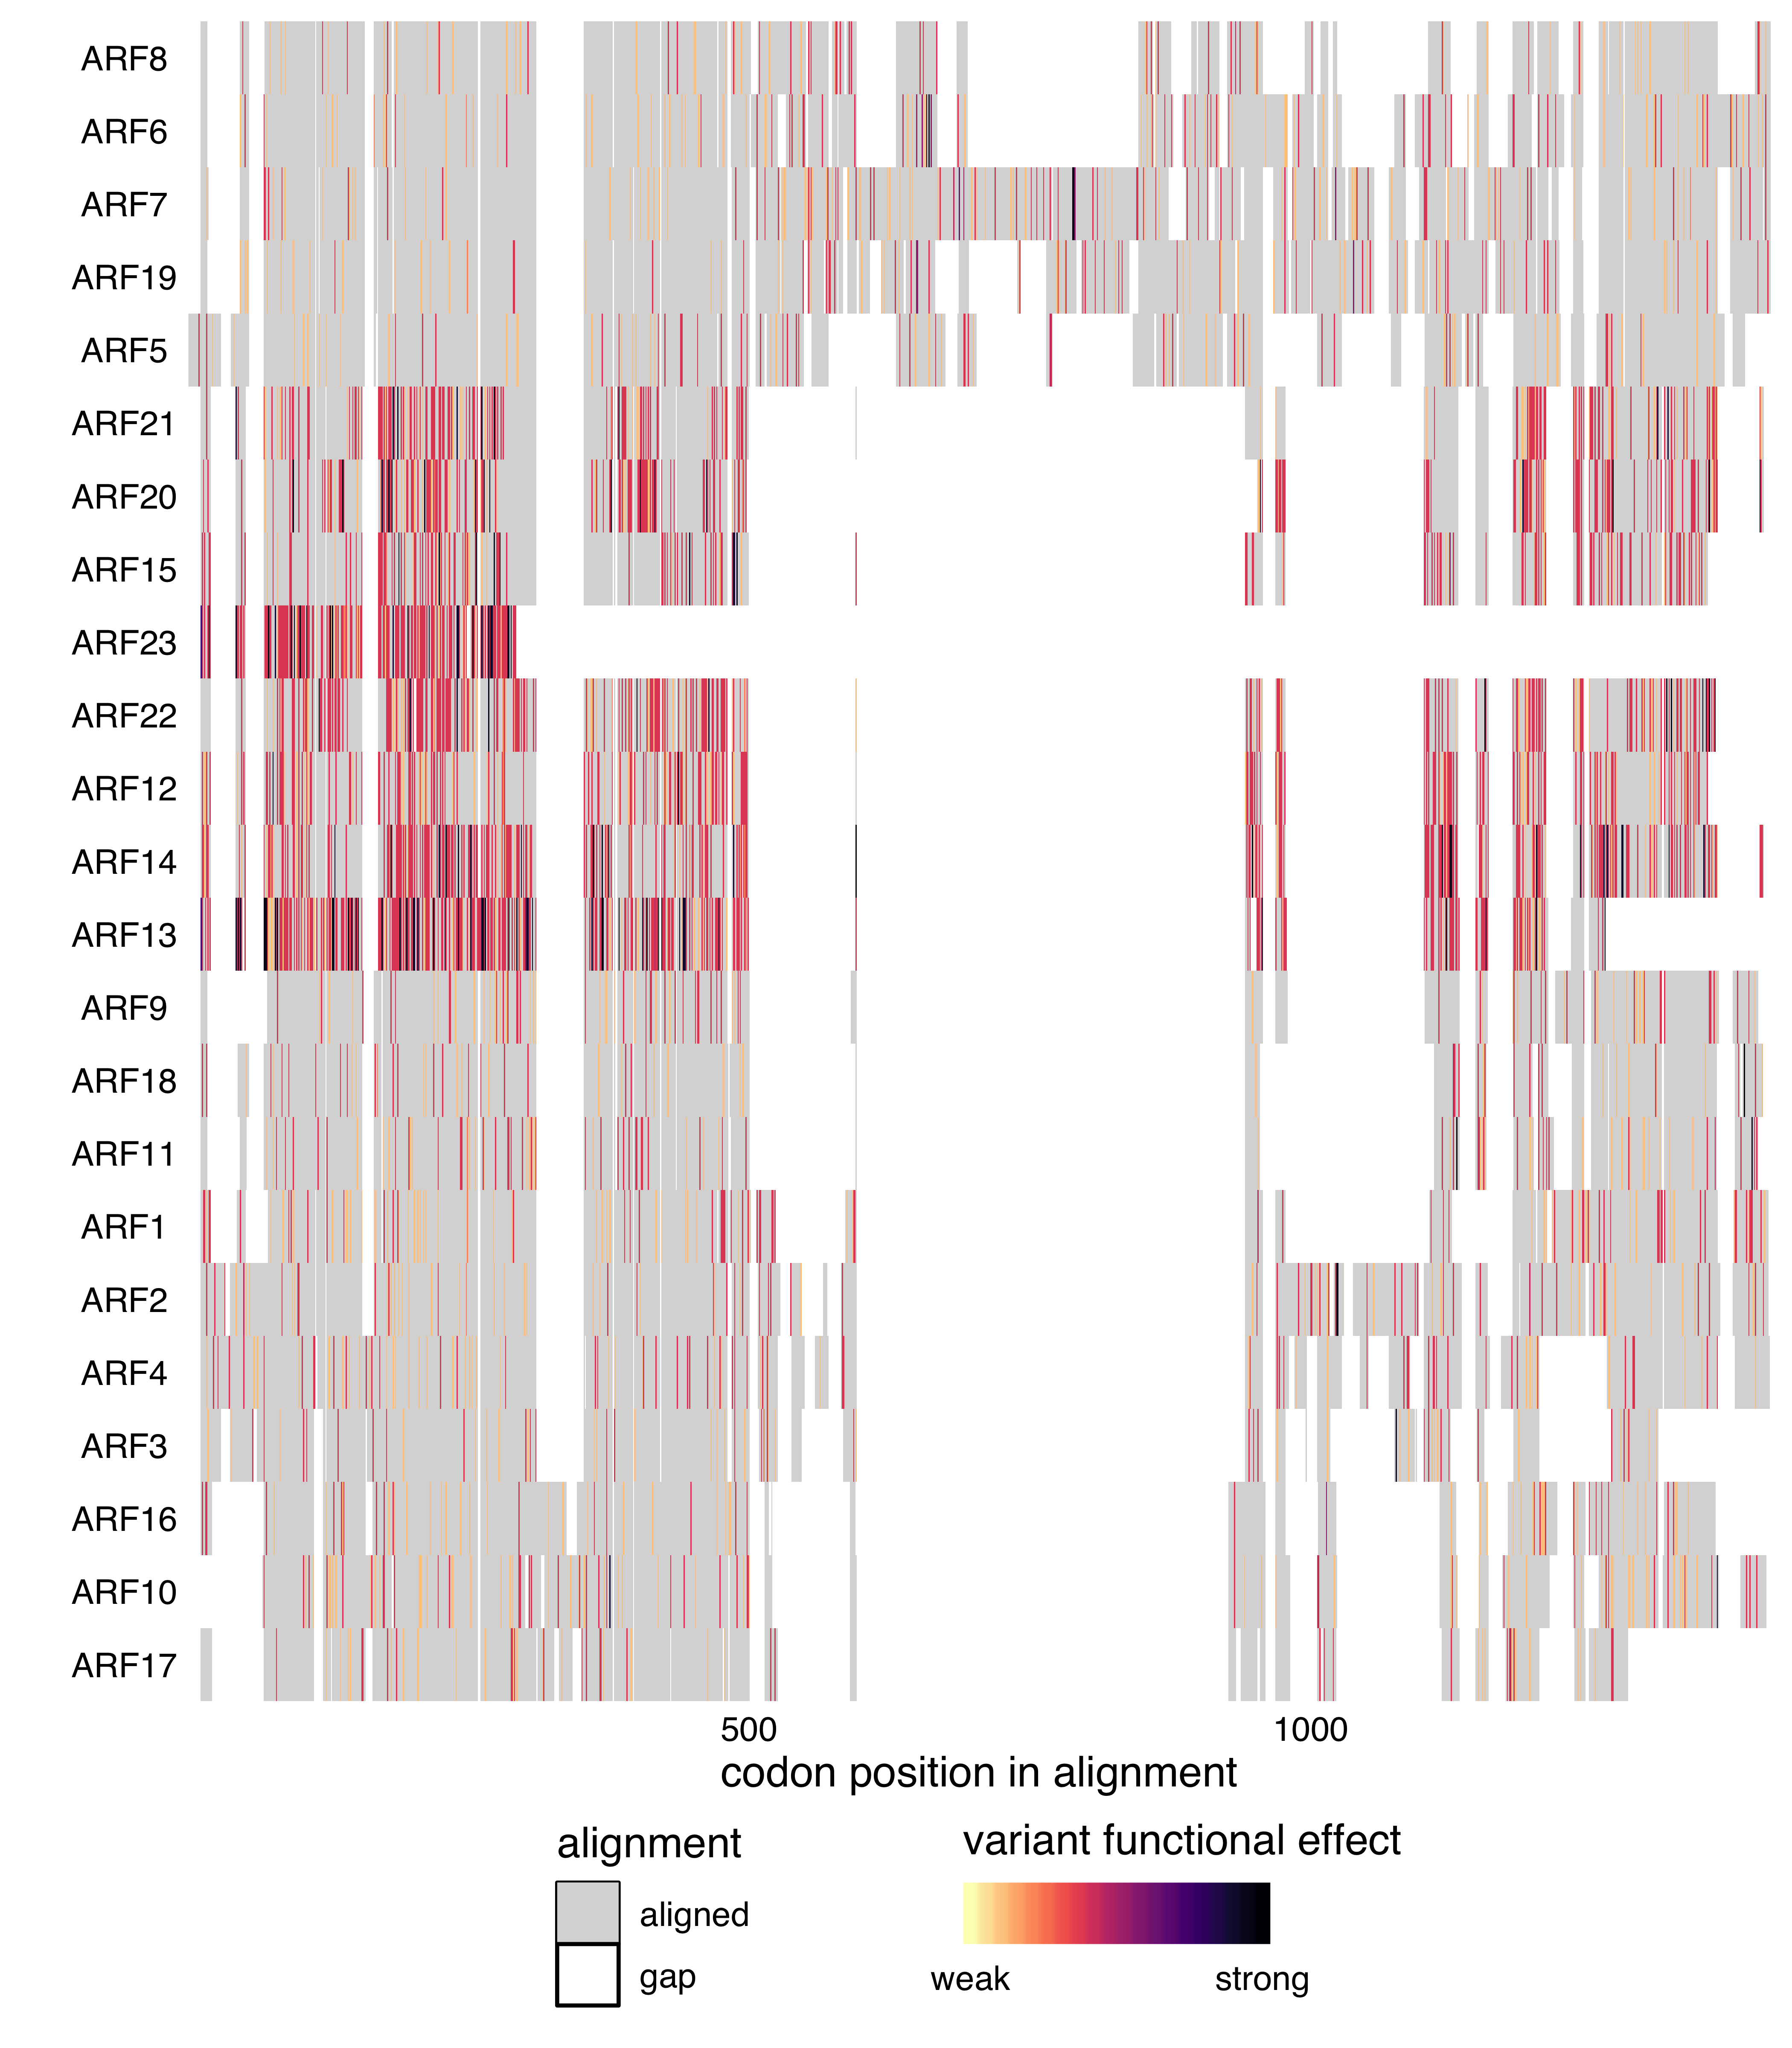 ARF8
ARF6
ARF7
ARF19
ARF5
ARF21
ARF20
ARF15
ARF23
ARF22
ARF12
ARF14
ARF13
ARF9
ARF18
ARF11
ARF1
ARF2
ARF4
ARF3
ARF16
ARF10
ARF17
500 1000
codon position in alignment
alignment
aligned
gap
variant functional effect
weak strong